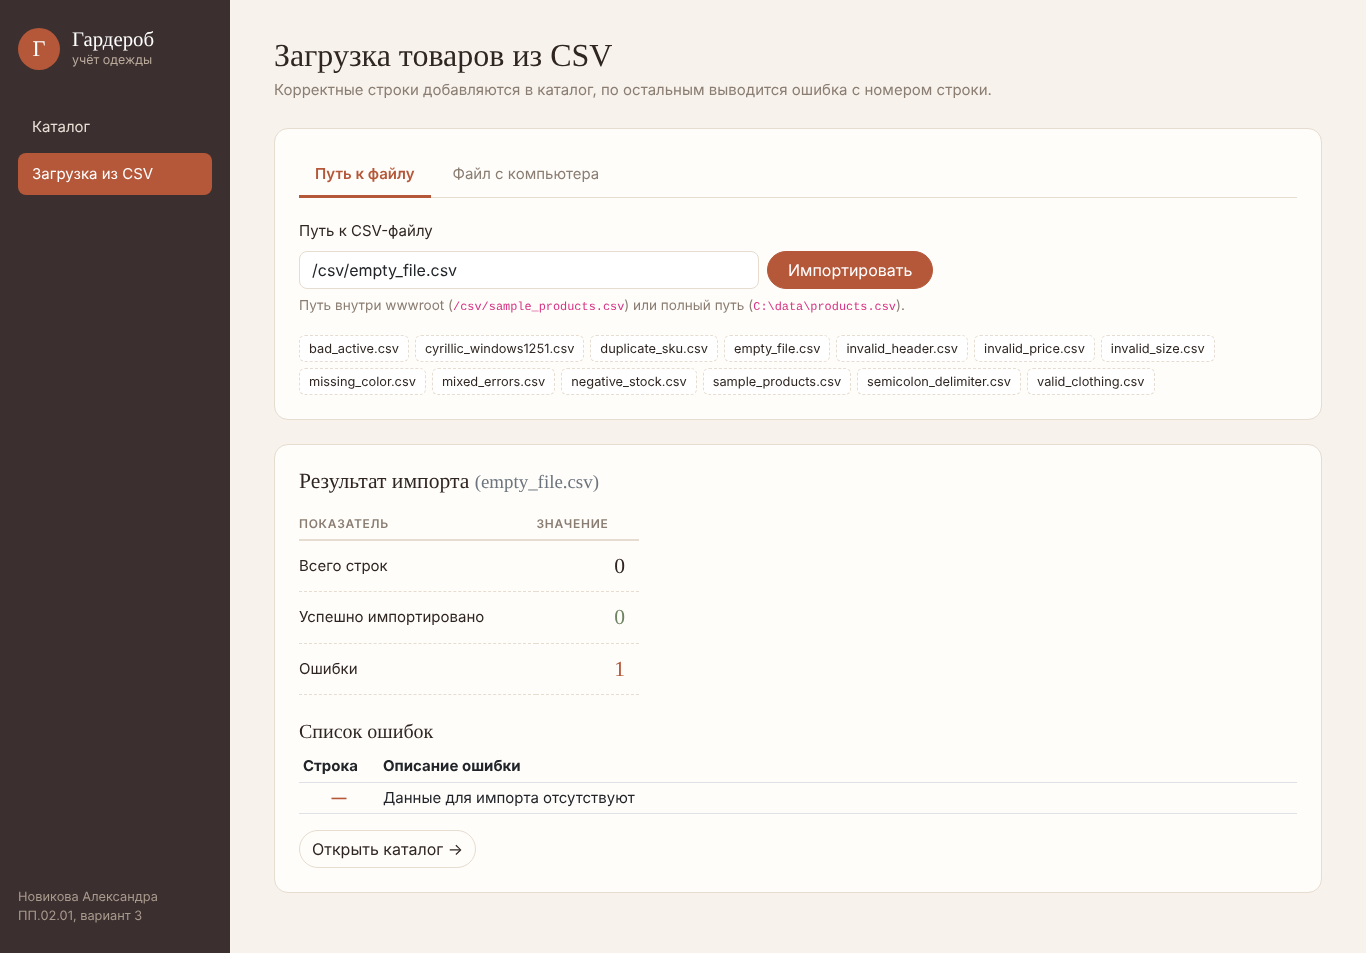 Г
Гардероб
учёт одежды
Каталог
Загрузка из CSV
Новикова Александра
ПП.02.01, вариант 3
Загрузка товаров из CSV
Корректные строки добавляются в каталог, по остальным выводится ошибка с номером строки.
Путь к файлу Файл с компьютера
Путь к CSV-файлу
/csv/empty_file.csv Импортировать
Путь внутри wwwroot (/csv/sample_products.csv) или полный путь (C:\data\products.csv).
bad_active.csv cyrillic_windows1251.csv duplicate_sku.csv empty_file.csv invalid_header.csv invalid_price.csv invalid_size.csv
missing_color.csv mixed_errors.csv negative_stock.csv sample_products.csv semicolon_delimiter.csv valid_clothing.csv
Результат импорта (empty_file.csv)
ПОКАЗАТЕЛЬ ЗНАЧЕНИЕ
Всего строк 0
Успешно импортировано 0
Ошибки 1
Список ошибок
Строка Описание ошибки
— Данные для импорта отсутствуют
Открыть каталог →